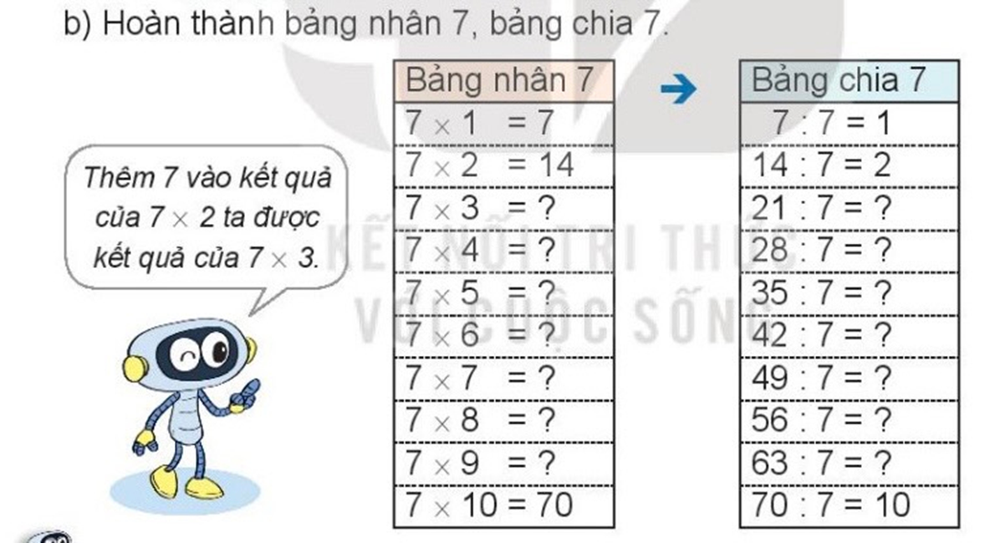 b) Hoàn thành bảng nhân 7, bảng chia 7.
Thêm 7 vào kết quả
của 7 × 2 ta được
kết quả của 7 × 3.
Bảng nhân 7
7 × 1 = 7
7 × 2 = 14
7 × 3 = ?
7 × 4 = ?
7 × 5 = ?
7 × 6 = ?
7 × 7 = ?
7 × 8 = ?
7 × 9 = ?
7 × 10 = 70
Bảng chia 7
7 : 7 = 1
14 : 7 = 2
21 : 7 = ?
28 : 7 = ?
35 : 7 = ?
42 : 7 = ?
49 : 7 = ?
56 : 7 = ?
63 : 7 = ?
70 : 7 = 10
KẾT NỐI TRI THỨC
VỚI CUỘC SỐNG